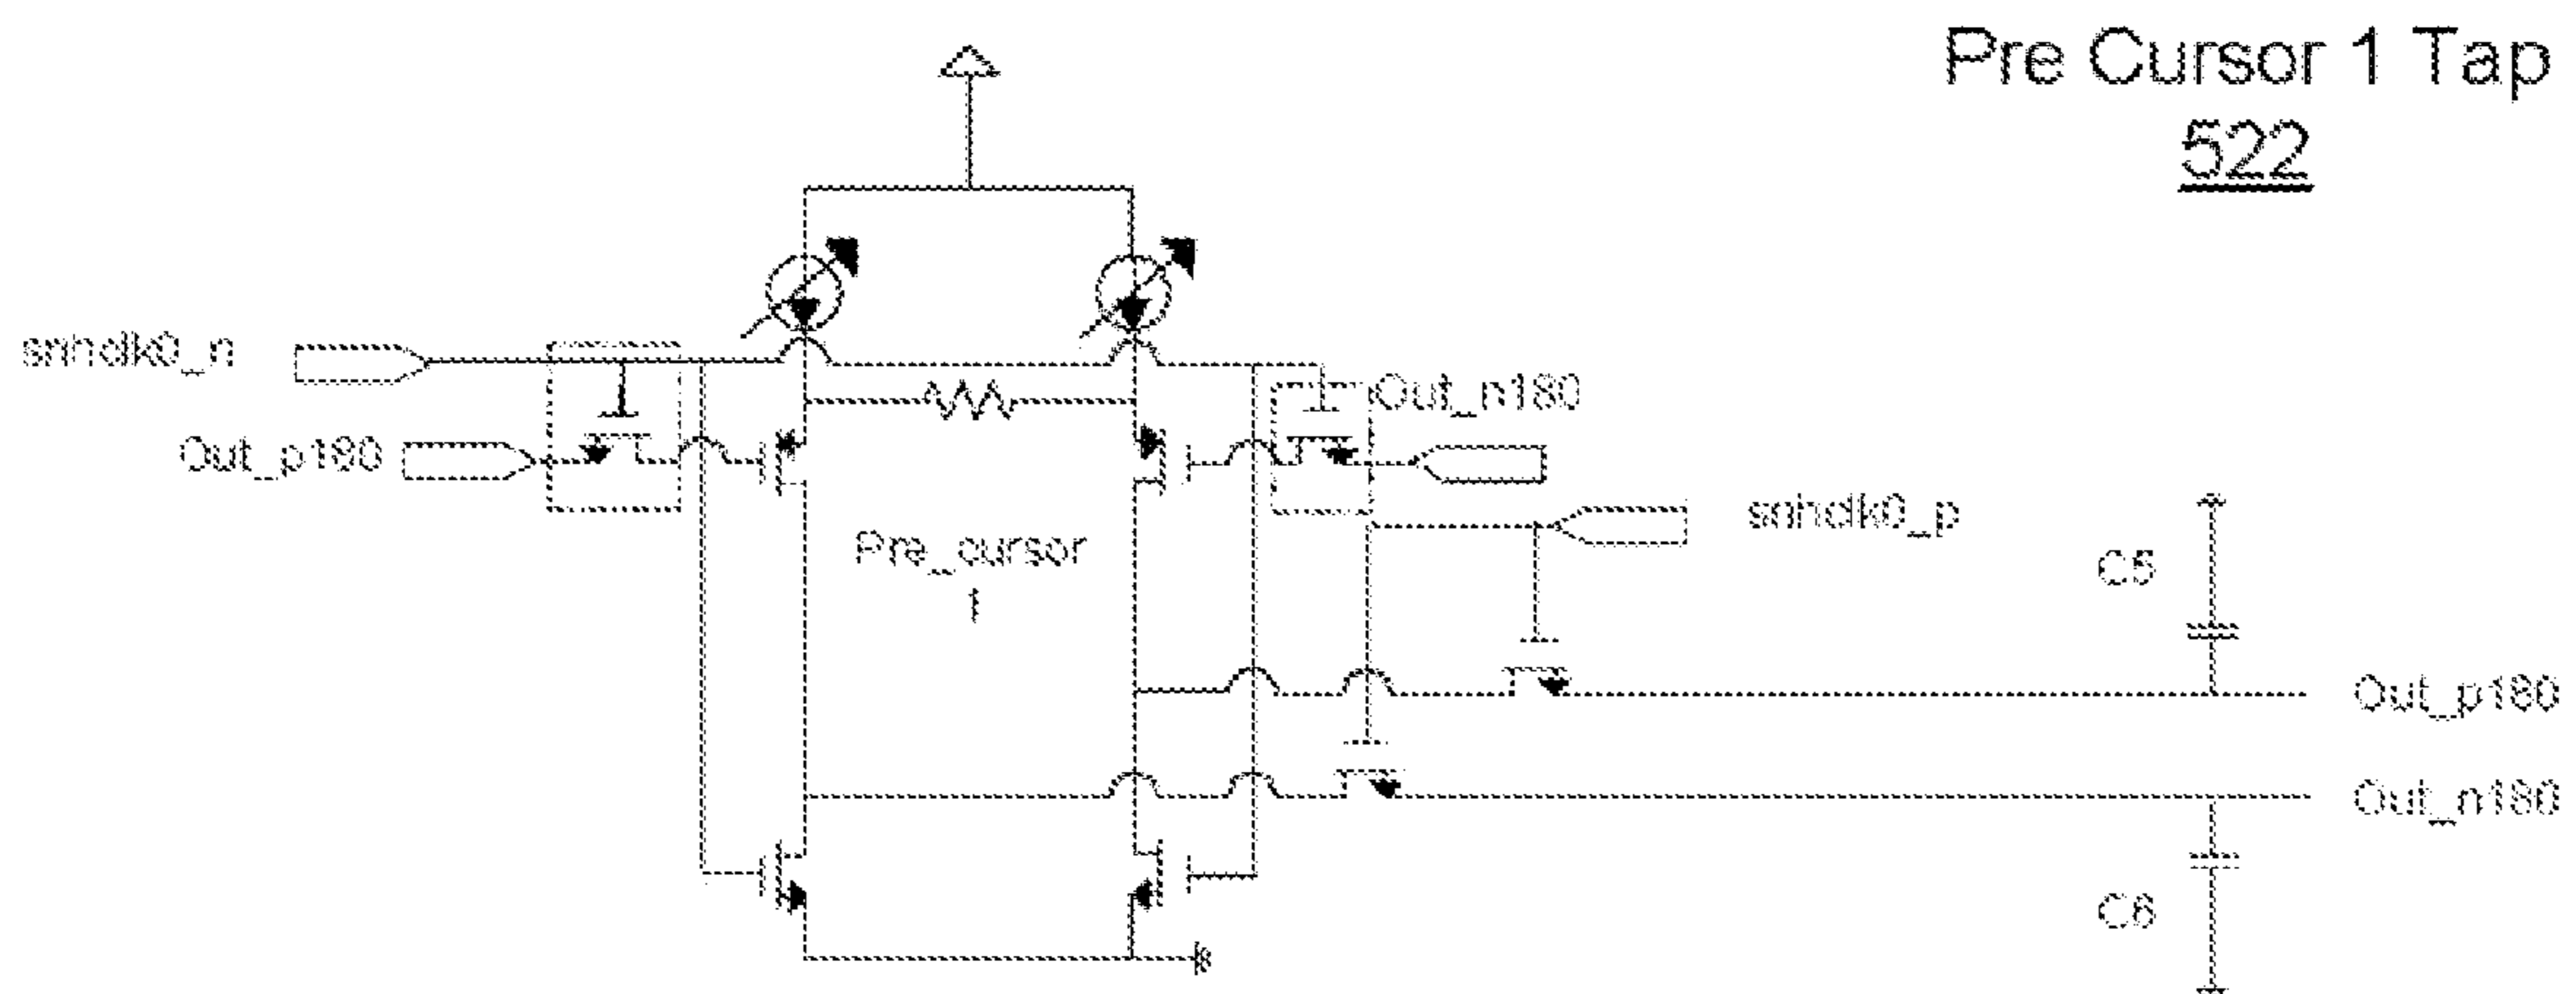 Pre Cursor 1 Tap
522
snhclk0_n
Out_n180
Out_p180
snhclk0_p
Pre_cursor
1
C5
Out_p180
Out_n180
C6